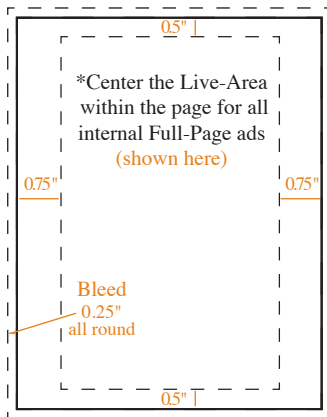 0.5"
*Center the Live-Area
within the page for all
internal Full-Page ads
(shown here)
0.75"
0.75"
Bleed
0.25"
all round
0.5"